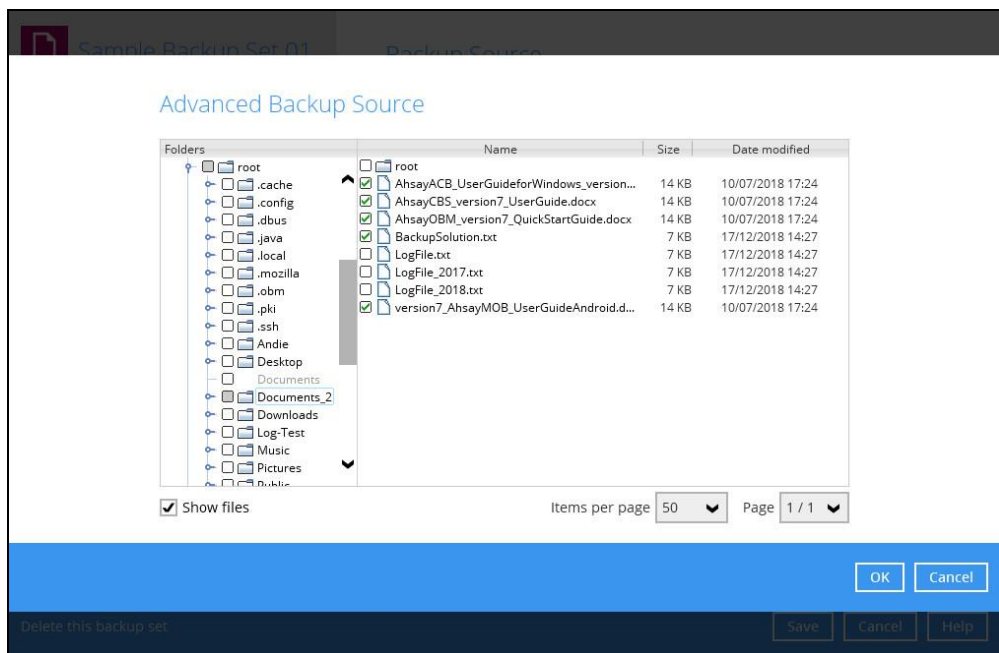 Sample Backup Set 01
Backup Source
Advanced Backup Source
Folders
Name Size Date modified
root
.cache
.config
.dbus
.java
.local
.mozilla
.obm
.pki
.ssh
Andie
Desktop
Documents
Documents_2
Downloads
Log-Test
Music
Pictures
Public
root
AhsayACB_UserGuideforWindows_version... 14 KB 10/07/2018 17:24
AhsayCBS_version7_UserGuide.docx 14 KB 10/07/2018 17:24
AhsayOBM_version7_QuickStartGuide.docx 14 KB 10/07/2018 17:24
BackupSolution.txt 7 KB 17/12/2018 14:27
LogFile.txt 7 KB 17/12/2018 14:27
LogFile_2017.txt 7 KB 17/12/2018 14:27
LogFile_2018.txt 7 KB 17/12/2018 14:27
version7_AhsayMOB_UserGuideAndroid.d... 14 KB 10/07/2018 17:24
Show files
Items per page 50 Page 1 / 1
OK Cancel
Delete this backup set Save Cancel Help